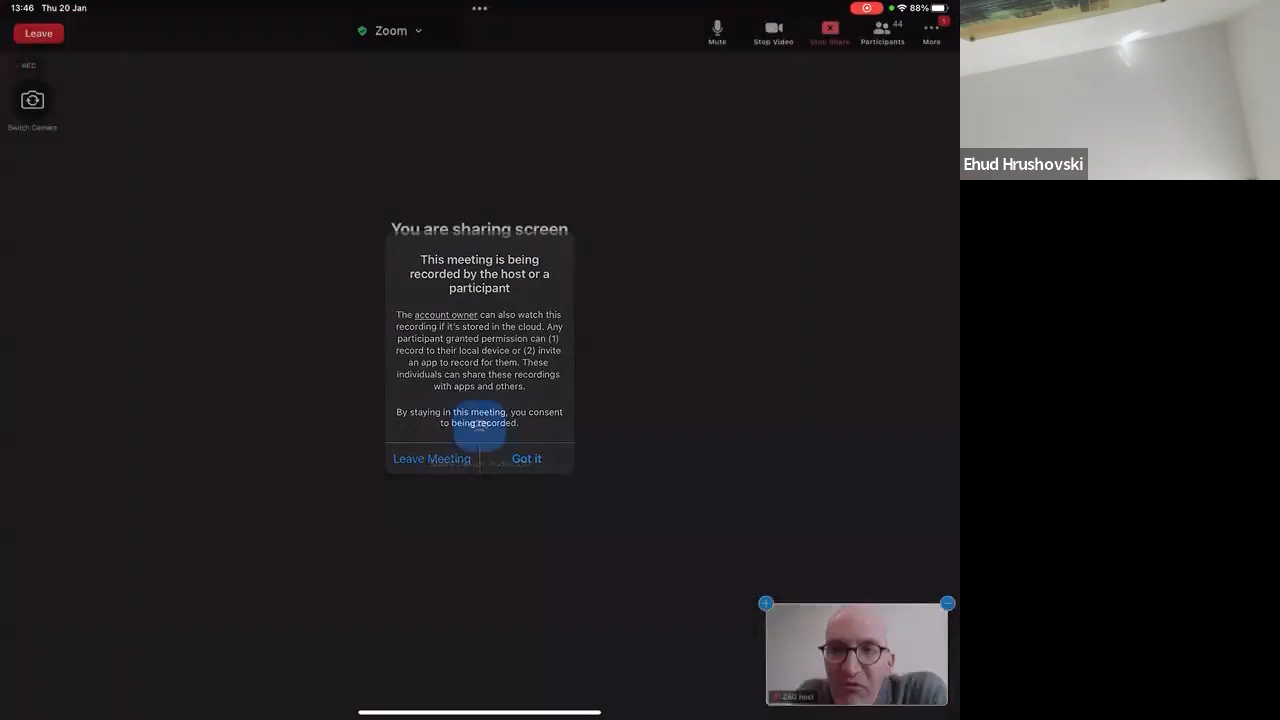 13:46 Thu 20 Jan
88%
Leave
Zoom
Mute
Stop Video
Stop Share
Participants
44
More
1
REC
Switch Camera
You are sharing screen
This meeting is being
recorded by the host or a
participant
The account owner can also watch this
recording if it's stored in the cloud. Any
participant granted permission can (1)
record to their local device or (2) invite
an app to record for them. These
individuals can share these recordings
with apps and others.
By staying in this meeting, you consent
to being recorded.
Leave Meeting
Got it
ZAG Host
Ehud Hrushovski